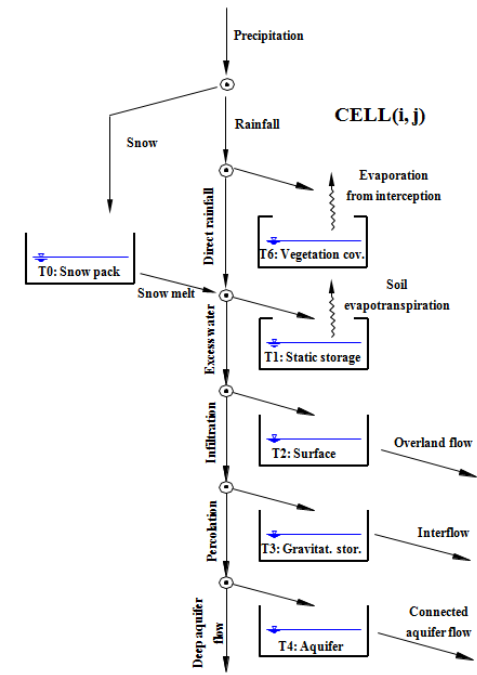 Precipitation
CELL(i, j)
Rainfall
Snow
Evaporation
from interception
Direct rainfall
T6: Vegetation cov.
T0: Snow pack
Snow melt
Soil
evapotranspiration
Excess water
T1: Static storage
Infiltration
Overland flow
T2: Surface
Percolation
Interflow
T3: Gravitat. stor.
Deep aquifer
flow
Connected
aquifer flow
T4: Aquifer